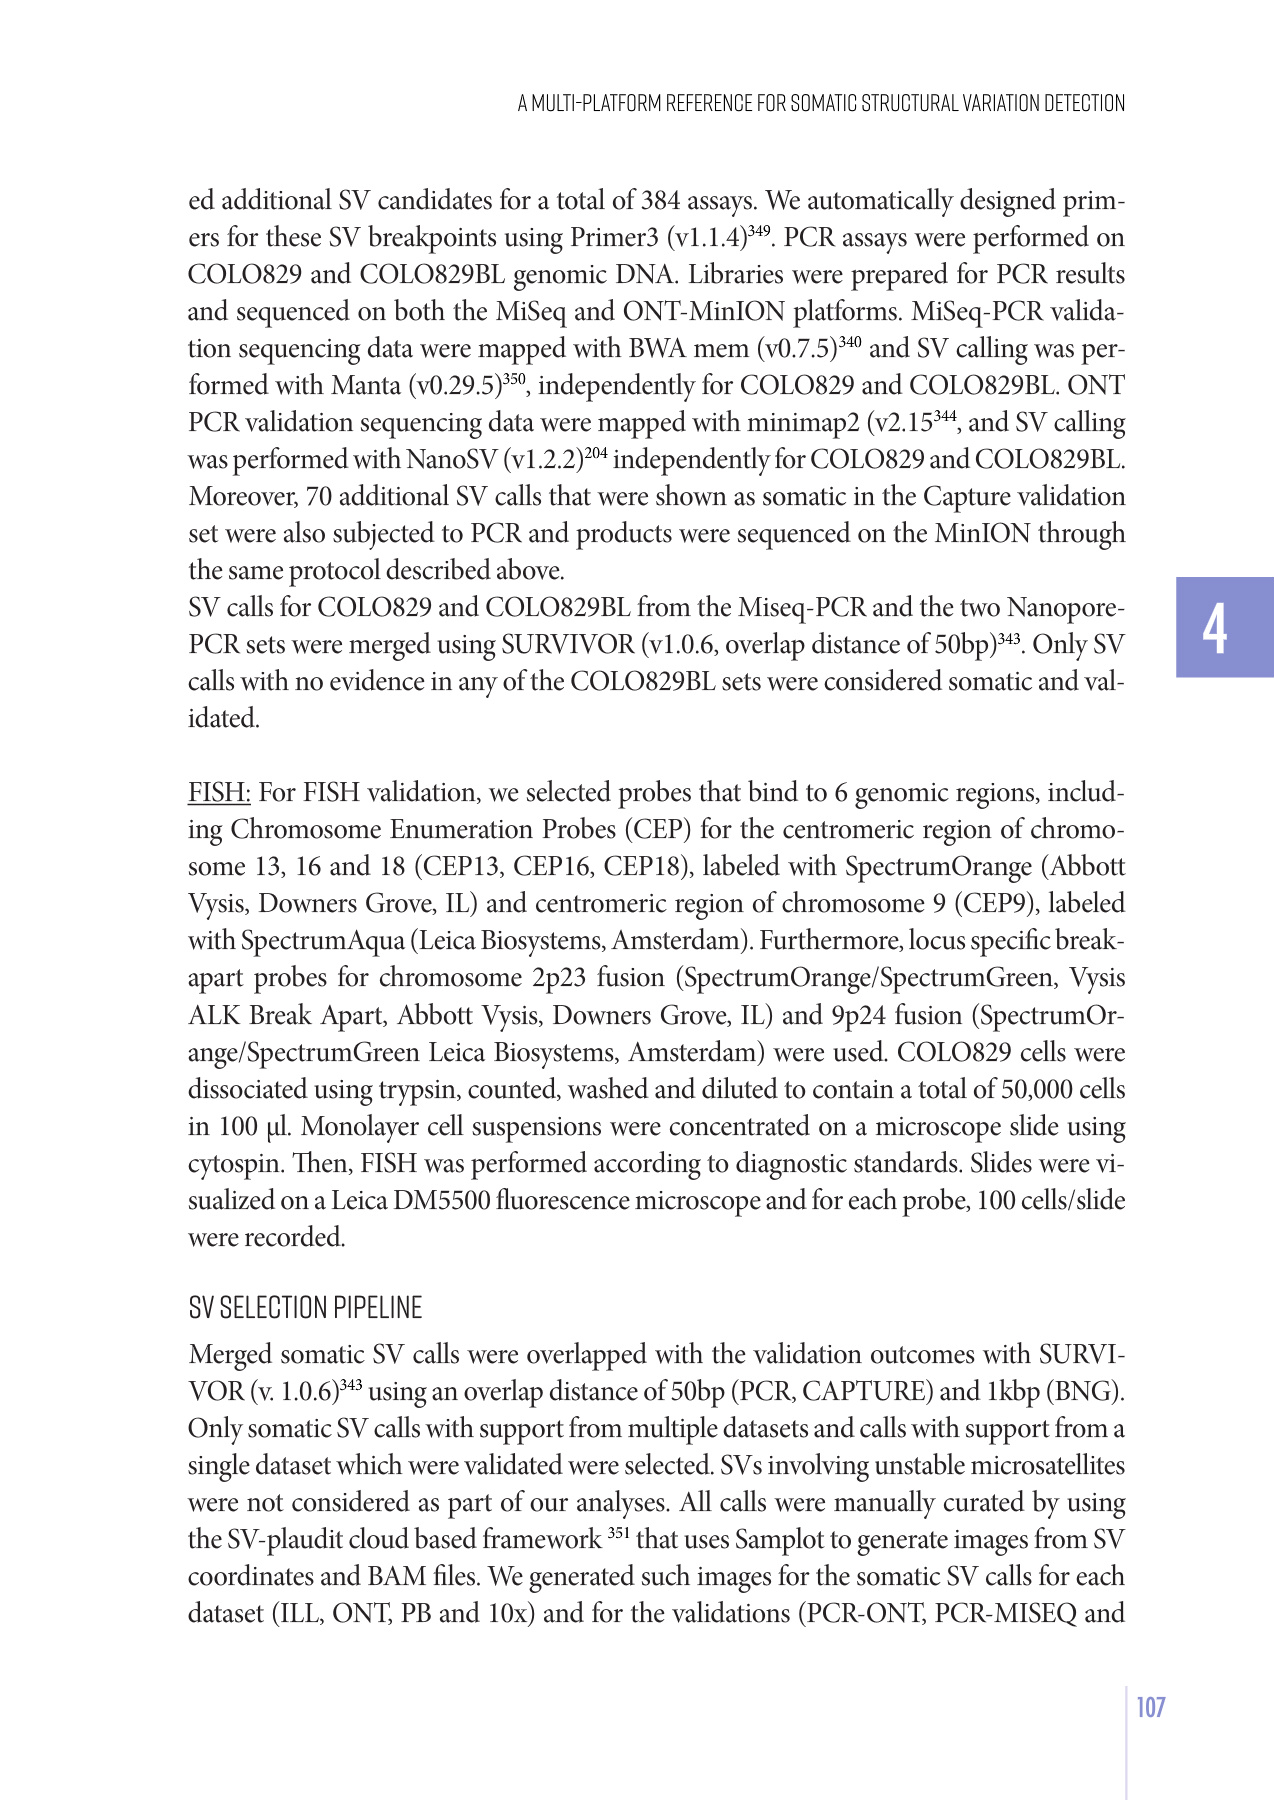 A MULTI-PLATFORM REFERENCE FOR SOMATIC STRUCTURAL VARIATION DETECTION
ed additional SV candidates for a total of 384 assays. We automatically designed prim-
ers for these SV breakpoints using Primer3 (v1.1.4)349. PCR assays were performed on
COLO829 and COLO829BL genomic DNA. Libraries were prepared for PCR results
and sequenced on both the MiSeq and ONT-MinION platforms. MiSeq-PCR valida-
tion sequencing data were mapped with BWA mem (v0.7.5)340 and SV calling was per-
formed with Manta (v0.29.5)350, independently for COLO829 and COLO829BL. ONT
PCR validation sequencing data were mapped with minimap2 (v2.15344, and SV calling
was performed with NanoSV (v1.2.2)204 independently for COLO829 and COLO829BL.
Moreover, 70 additional SV calls that were shown as somatic in the Capture validation
set were also subjected to PCR and products were sequenced on the MinION through
the same protocol described above.
SV calls for COLO829 and COLO829BL from the Miseq-PCR and the two Nanopore-
PCR sets were merged using SURVIVOR (v1.0.6, overlap distance of 50bp)343. Only SV
calls with no evidence in any of the COLO829BL sets were considered somatic and val-
idated.
4
FISH: For FISH validation, we selected probes that bind to 6 genomic regions, includ-
ing Chromosome Enumeration Probes (CEP) for the centromeric region of chromo-
some 13, 16 and 18 (CEP13, CEP16, CEP18), labeled with SpectrumOrange (Abbott
Vysis, Downers Grove, IL) and centromeric region of chromosome 9 (CEP9), labeled
with SpectrumAqua (Leica Biosystems, Amsterdam). Furthermore, locus specific break-
apart probes for chromosome 2p23 fusion (SpectrumOrange/SpectrumGreen, Vysis
ALK Break Apart, Abbott Vysis, Downers Grove, IL) and 9p24 fusion (SpectrumOr-
ange/SpectrumGreen Leica Biosystems, Amsterdam) were used. COLO829 cells were
dissociated using trypsin, counted, washed and diluted to contain a total of 50,000 cells
in 100 µl. Monolayer cell suspensions were concentrated on a microscope slide using
cytospin. Then, FISH was performed according to diagnostic standards. Slides were vi-
sualized on a Leica DM5500 fluorescence microscope and for each probe, 100 cells/slide
were recorded.
SV SELECTION PIPELINE
Merged somatic SV calls were overlapped with the validation outcomes with SURVI-
VOR (v. 1.0.6)343 using an overlap distance of 50bp (PCR, CAPTURE) and 1kbp (BNG).
Only somatic SV calls with support from multiple datasets and calls with support from a
single dataset which were validated were selected. SVs involving unstable microsatellites
were not considered as part of our analyses. All calls were manually curated by using
the SV-plaudit cloud based framework 351 that uses Samplot to generate images from SV
coordinates and BAM files. We generated such images for the somatic SV calls for each
dataset (ILL, ONT, PB and 10x) and for the validations (PCR-ONT, PCR-MISEQ and
107